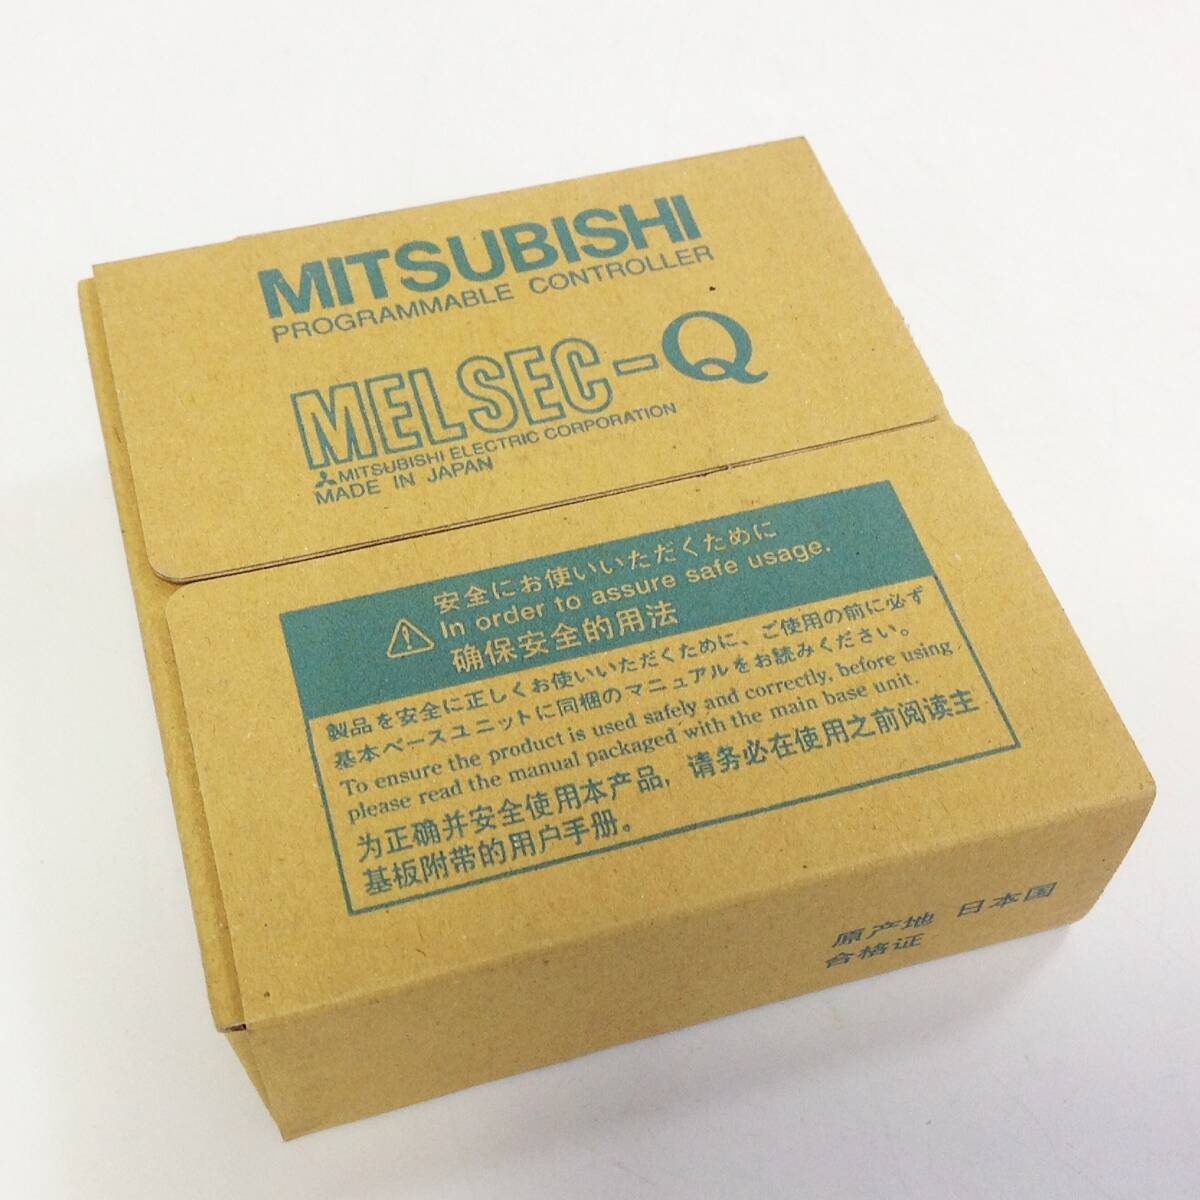 MITSUBISHI
PROGRAMMABLE CONTROLLER
MELSEC-Q
MITSUBISHI ELECTRIC CORPORATION
MADE IN JAPAN
安全にお使いいただくために
In order to assure safe usage.
确保安全的用法
製品を安全に正しくお使いいただくために、ご使用の前に必ず
基本ベースユニットに同梱のマニュアルをお読みください。
To ensure the product is used safely and correctly, before using
please read the manual packaged with the main base unit.
为正确并安全使用本产品，请务必在使用之前阅读主
基板附带的用户手册。
原产地 日本国
合格证